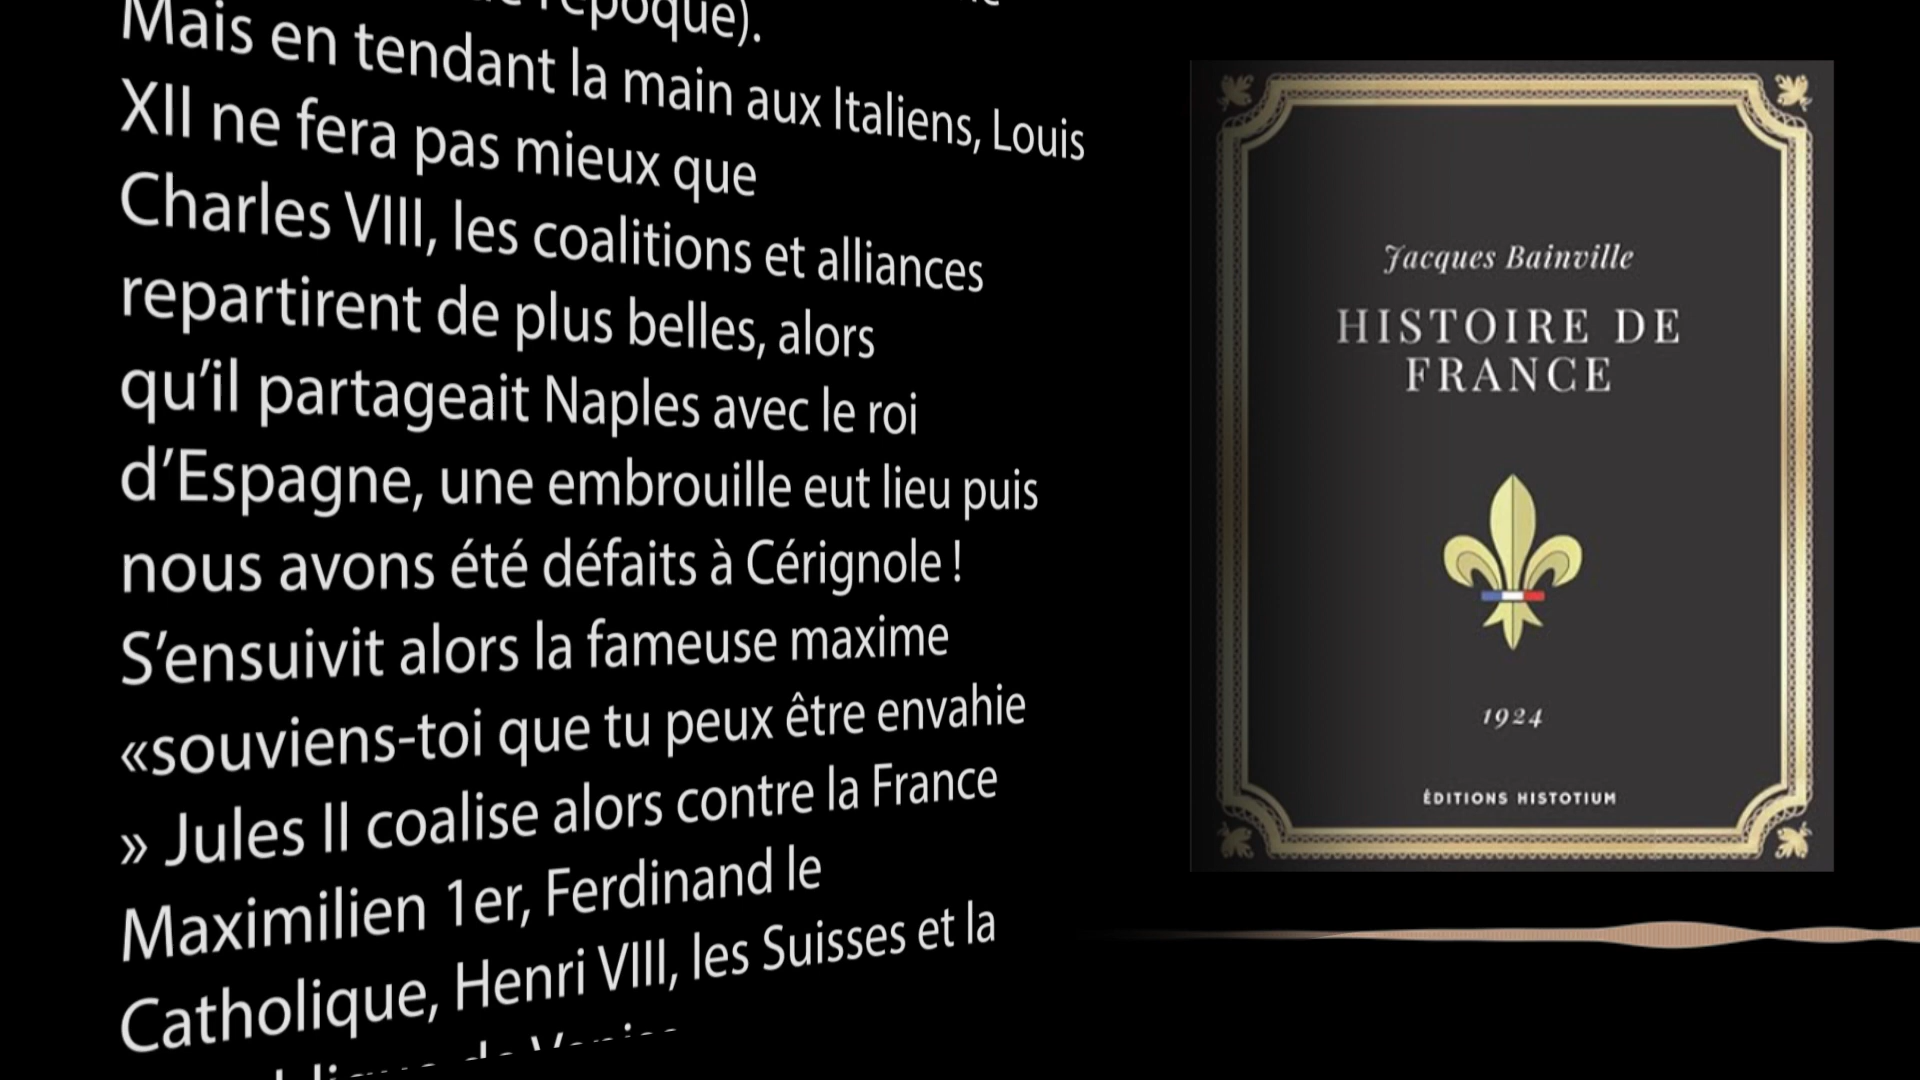 l'époque).
Mais en tendant la main aux Italiens, Louis
XII ne fera pas mieux que
Charles VIII, les coalitions et alliances
repartirent de plus belles, alors
qu'il partageait Naples avec le roi
d'Espagne, une embrouille eut lieu puis
nous avons été défaits à Cérignole !
S'ensuivit alors la fameuse maxime
«souviens-toi que tu peux être envahie
» Jules II coalise alors contre la France
Maximilien 1er, Ferdinand le
Catholique, Henri VIII, les Suisses et la
Jacques Bainville
HISTOIRE DE
FRANCE
1924
ÉDITIONS HISTOTIUM